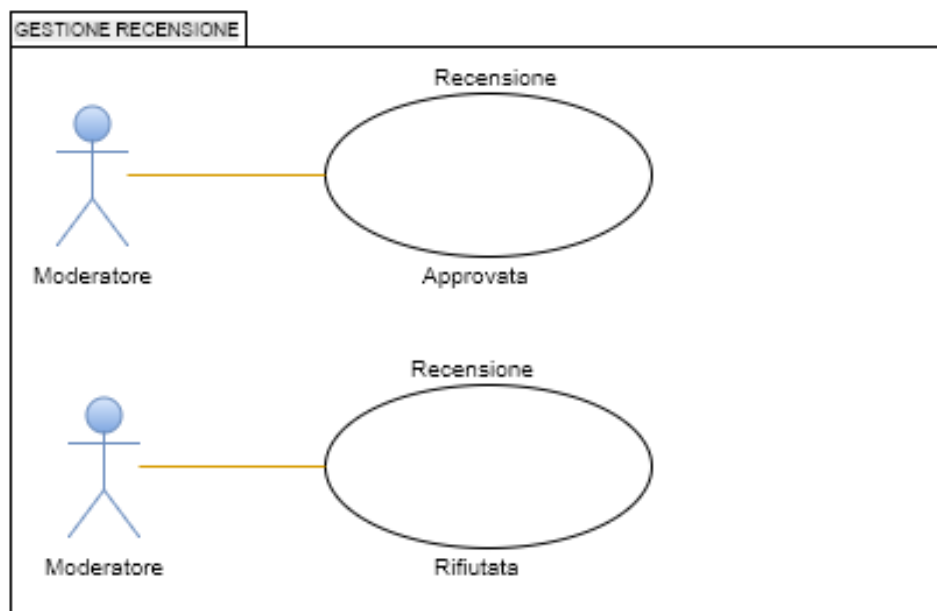 GESTIONE RECENSIONE
Recensione
Moderatore
Approvata
Recensione
Moderatore
Rifiutata